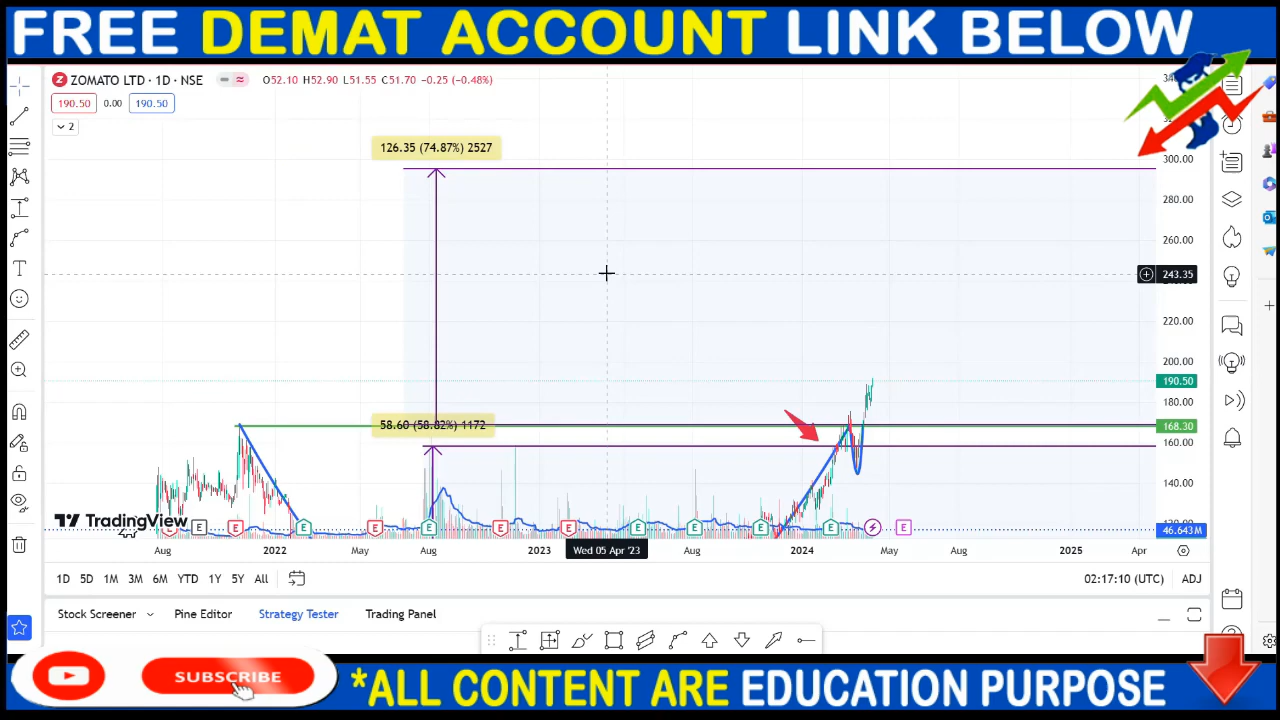 FREE DEMAT ACCOUNT LINK BELOW
ZOMATO LTD · 1D · NSE
O52.10 H52.90 L51.55 C51.70 −0.25 (−0.48%)
190.50 0.00 190.50
2
126.35 (74.87%) 2527
300.00
280.00
260.00
243.35
220.00
200.00
190.50
180.00
58.60 (58.82%) 1172
168.30
160.00
140.00
TradingView
E E E E E E E E E E E E E
46.643M
Aug 2022 May Aug 2023 Wed 05 Apr '23 Aug 2024 May Aug 2025 Apr
1D 5D 1M 3M 6M YTD 1Y 5Y All
02:17:10 (UTC) ADJ
Stock Screener Pine Editor Strategy Tester Trading Panel
SUBSCRIBE
*ALL CONTENT ARE EDUCATION PURPOSE